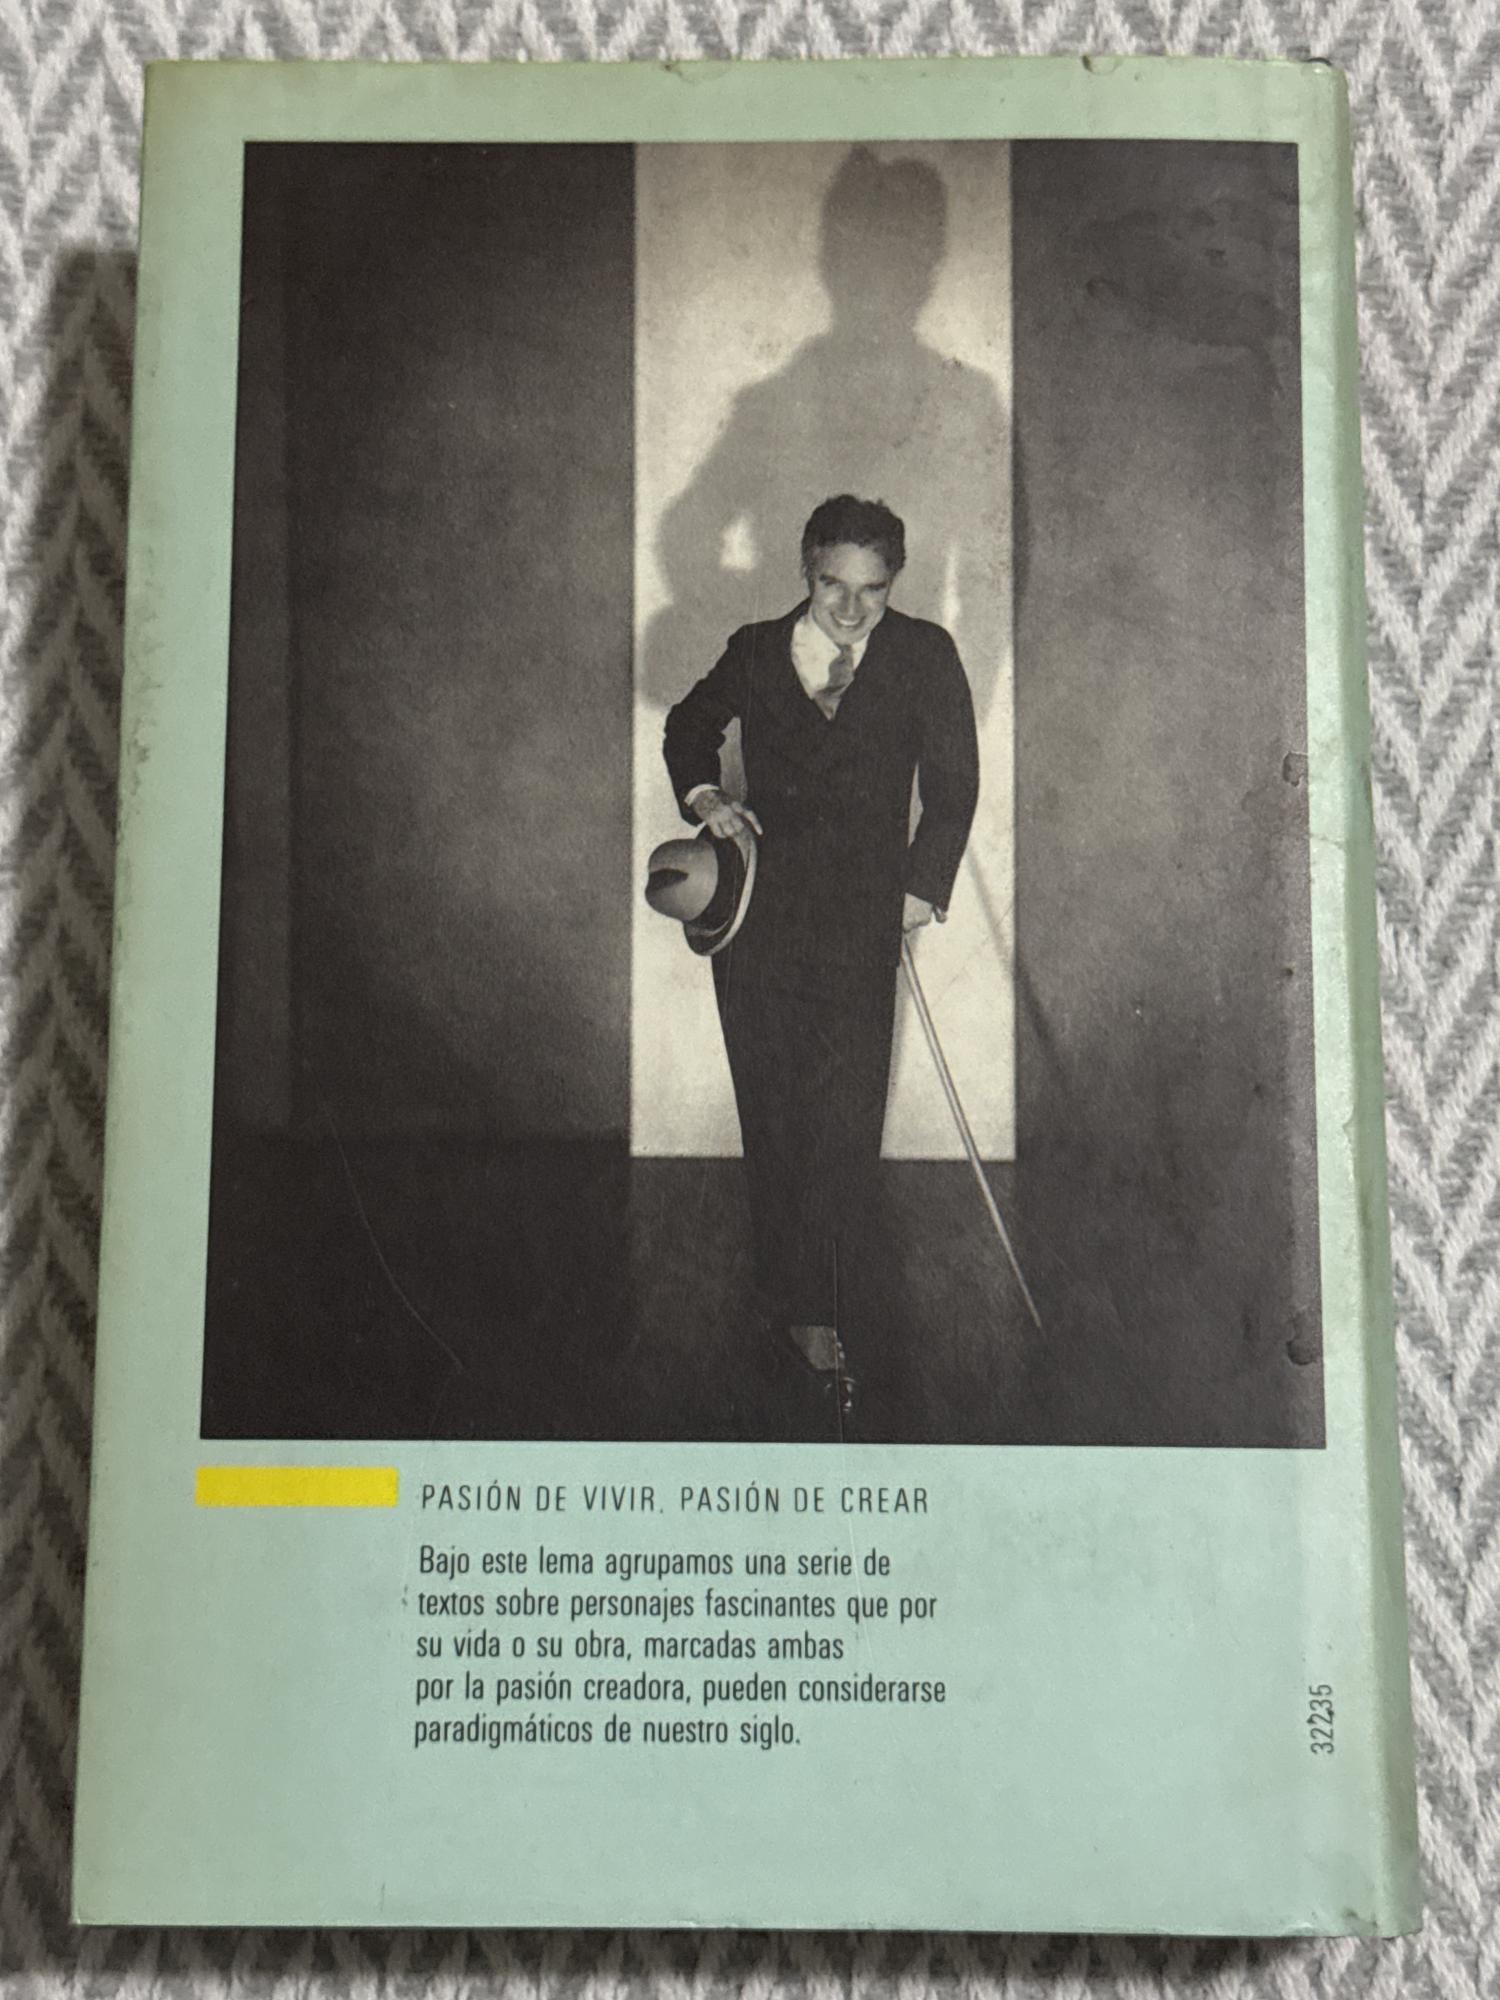 PASIÓN DE VIVIR. PASIÓN DE CREAR
Bajo este lema agrupamos una serie de
textos sobre personajes fascinantes que por
su vida o su obra, marcadas ambas
por la pasión creadora, pueden considerarse
paradigmáticos de nuestro siglo.
32235